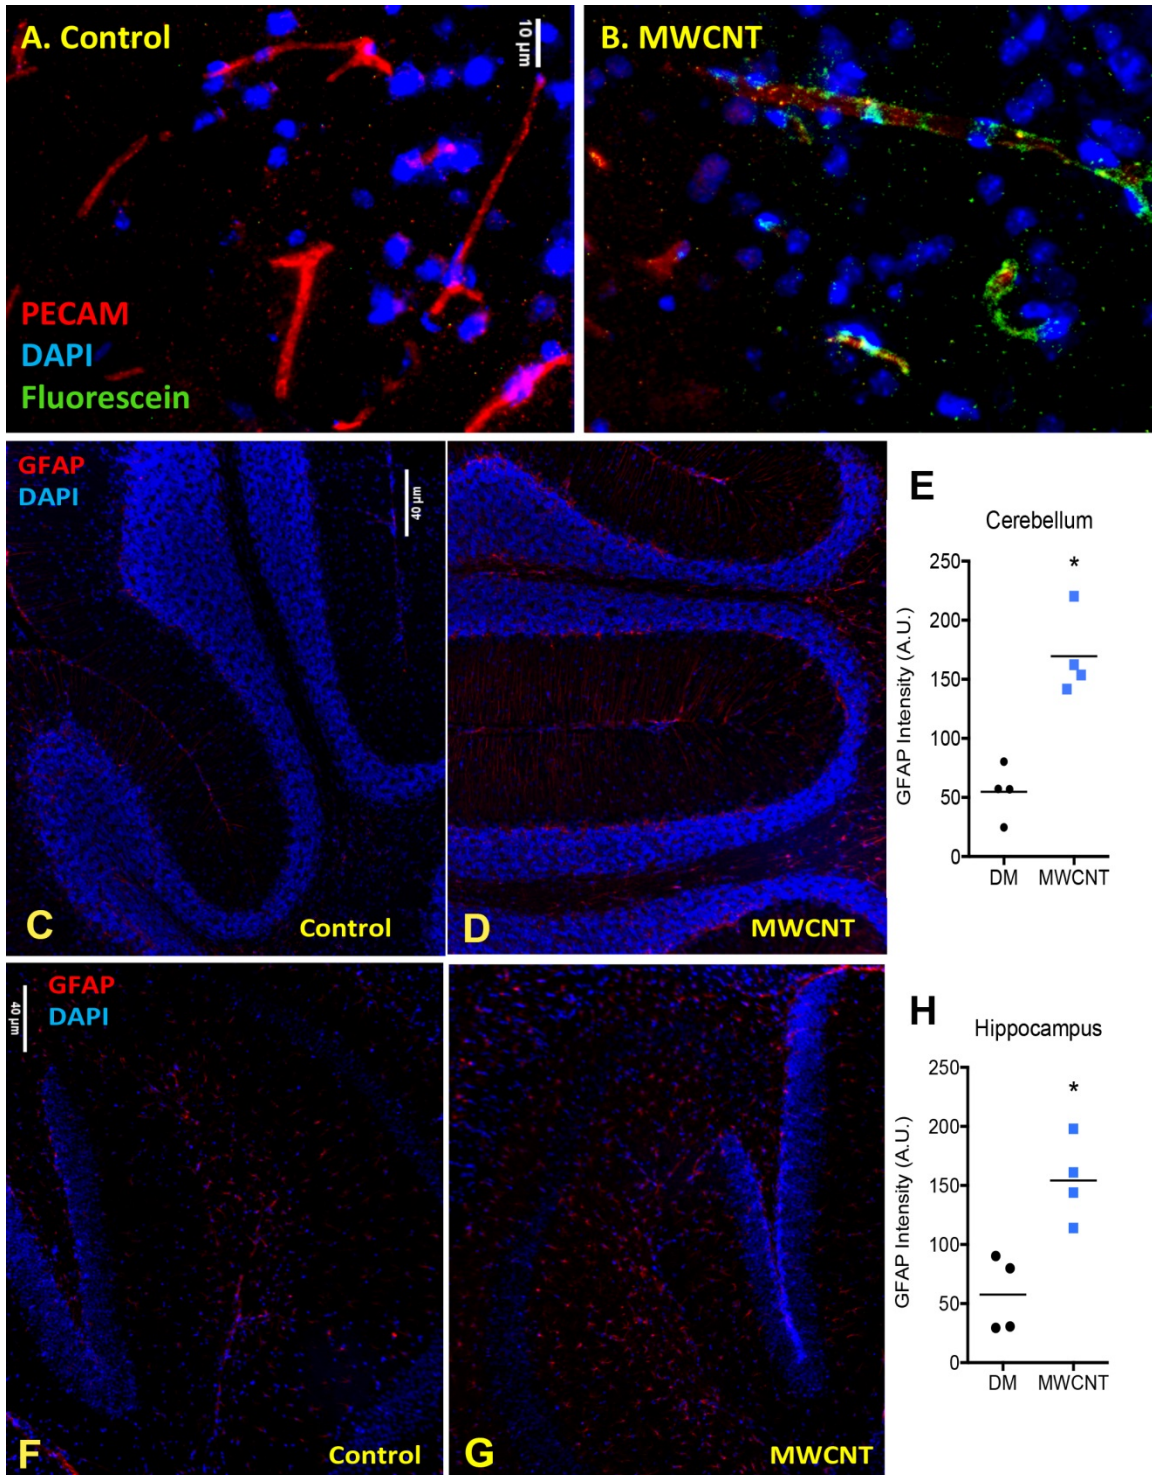 A. Control
10 µm
PECAM
DAPI
Fluorescein
B. MWCNT
GFAP
DAPI
40 µm
C
Control
D
MWCNT
E
Cerebellum
*
250
200
150
100
50
0
GFAP Intensity (A.U.)
DM
MWCNT
GFAP
DAPI
40 µm
F
Control
G
MWCNT
H
Hippocampus
*
250
200
150
100
50
0
GFAP Intensity (A.U.)
DM
MWCNT